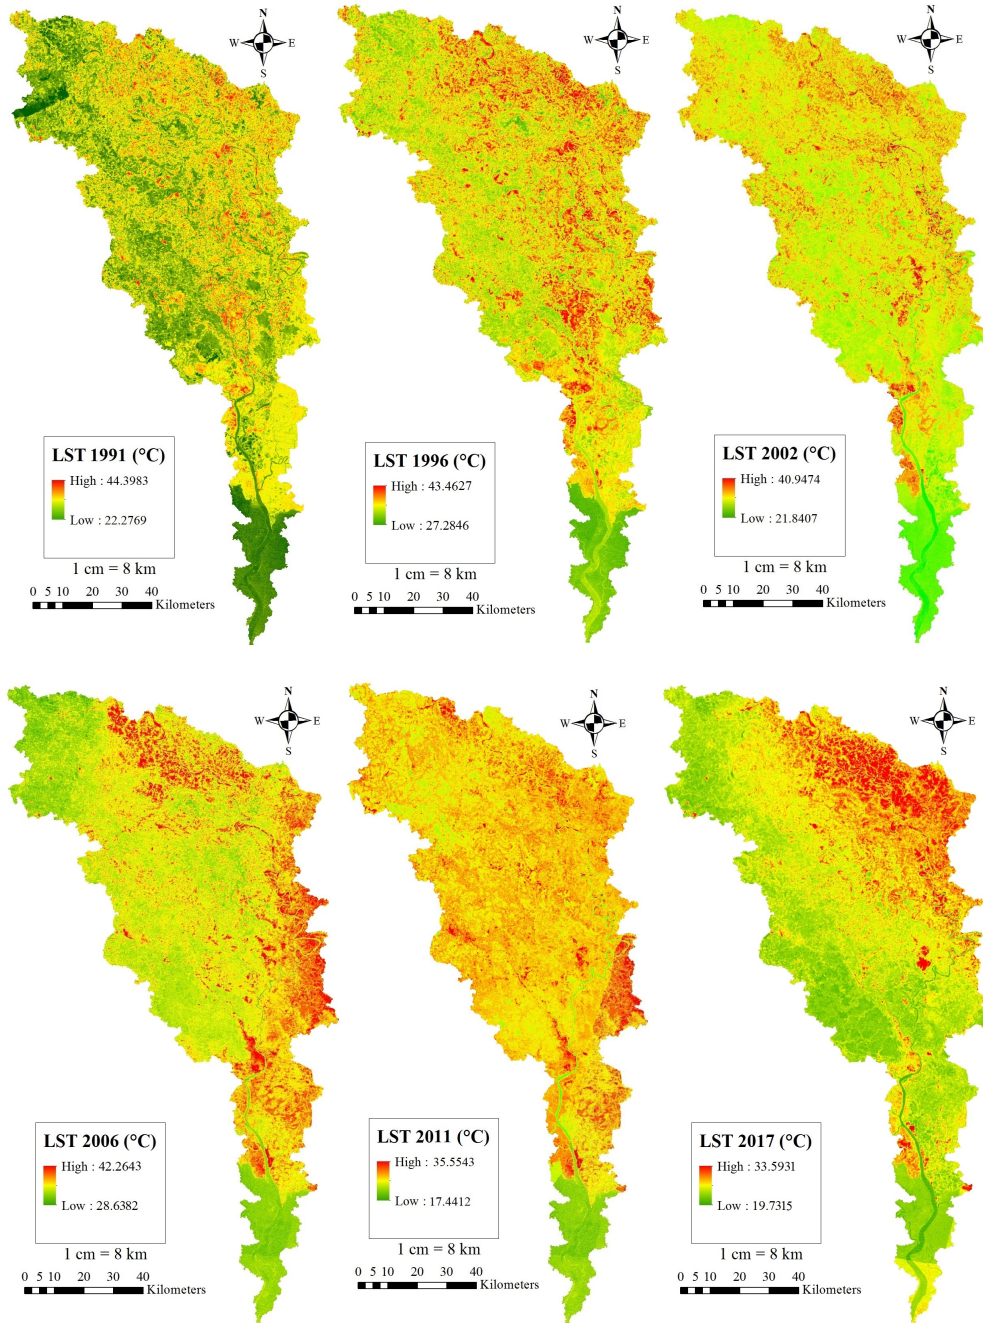 N
W E
S
N
W E
S
N
W E
S
LST 1991 (°C)
High : 44.3983
Low : 22.2769
1 cm = 8 km
0 5 10 20 30 40 Kilometers
LST 1996 (°C)
High : 43.4627
Low : 27.2846
1 cm = 8 km
0 5 10 20 30 40 Kilometers
LST 2002 (°C)
High : 40.9474
Low : 21.8407
1 cm = 8 km
0 5 10 20 30 40 Kilometers
N
W E
S
N
W E
S
N
W E
S
LST 2006 (°C)
High : 42.2643
Low : 28.6382
1 cm = 8 km
0 5 10 20 30 40 Kilometers
LST 2011 (°C)
High : 35.5543
Low : 17.4412
1 cm = 8 km
0 5 10 20 30 40 Kilometers
LST 2017 (°C)
High : 33.5931
Low : 19.7315
1 cm = 8 km
0 5 10 20 30 40 Kilometers